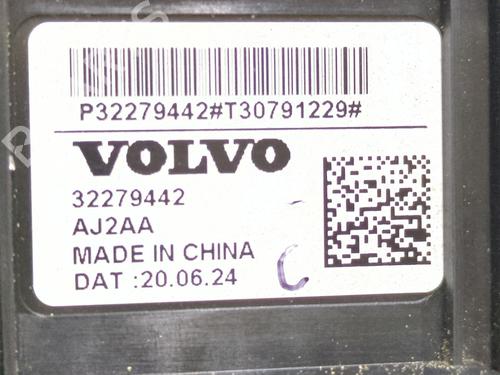 P32279442#T30791229#
VOLVO
32279442
AJ2AA
MADE IN CHINA
DAT :20.06.24
C